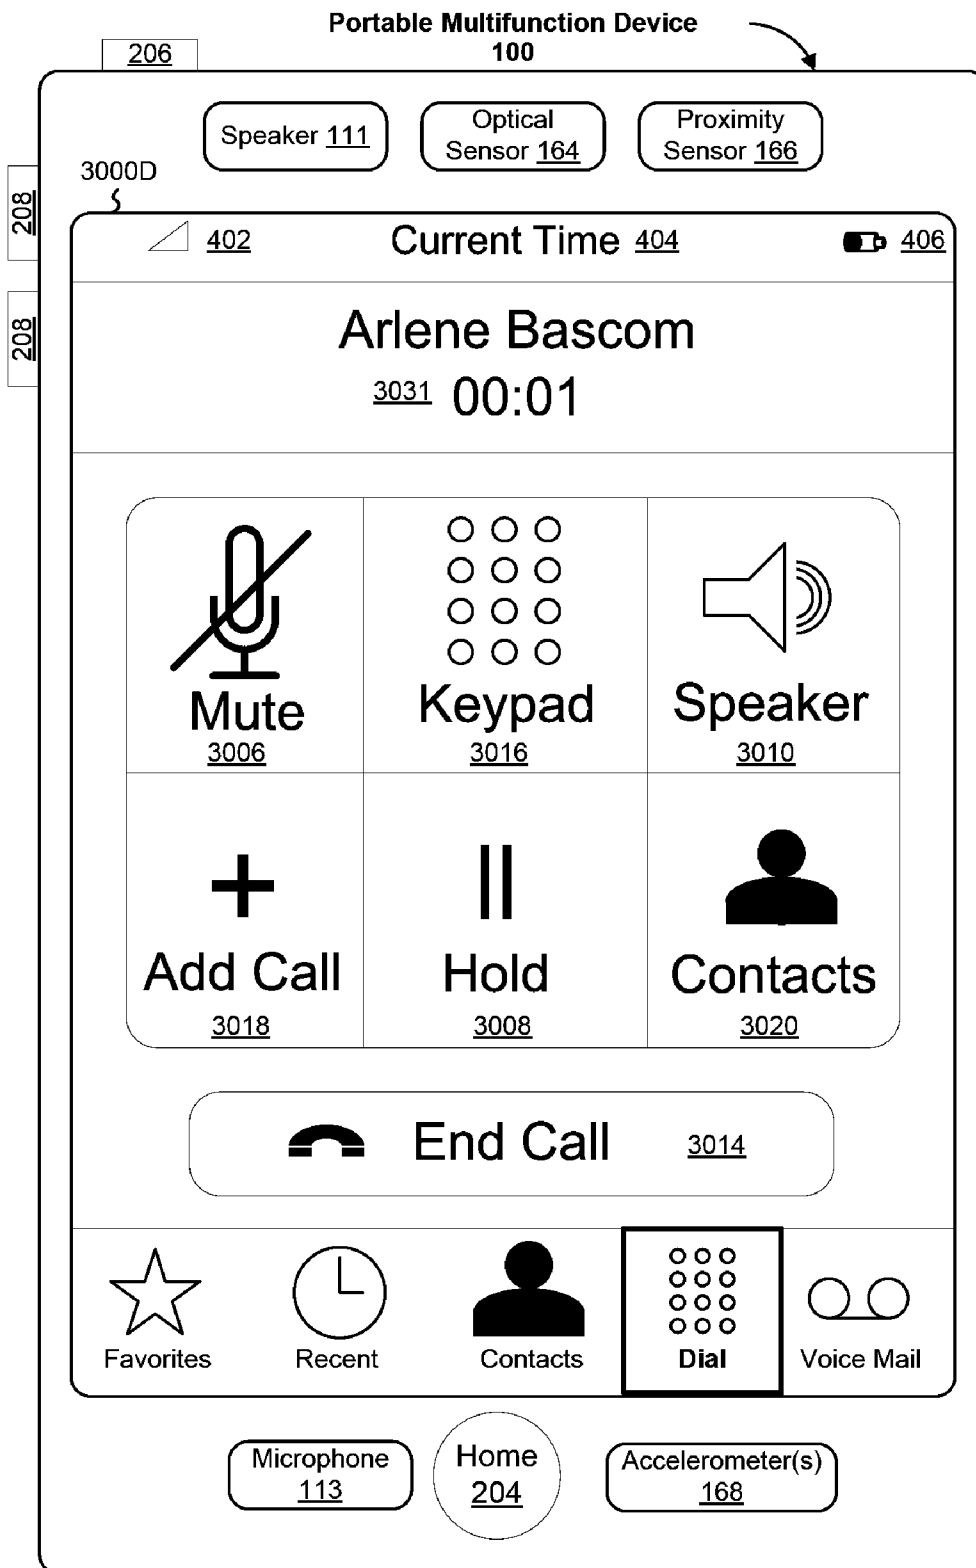 Portable Multifunction Device
100
206
Speaker 111
Optical
Sensor 164
Proximity
Sensor 166
3000D
208
208
402
Current Time 404
406
Arlene Bascom
3031 00:01
Mute
3006
Keypad
3016
Speaker
3010
Add Call
3018
Hold
3008
Contacts
3020
End Call 3014
Favorites
Recent
Contacts
Dial
Voice Mail
Microphone
113
Home
204
Accelerometer(s)
168